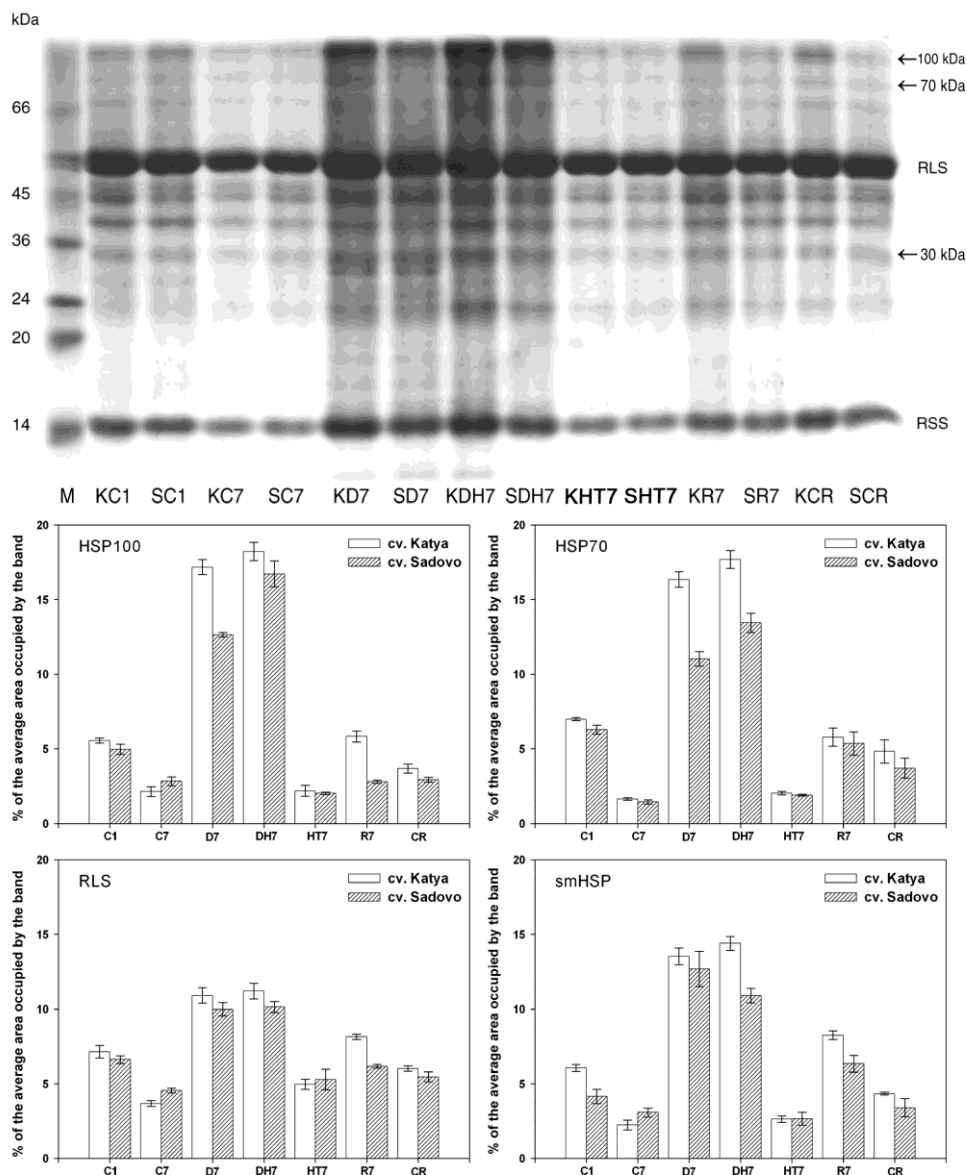 kDa
←100 kDa
←70 kDa
66
RLS
45
36
←30 kDa
24
20
14
RSS
M KC1 SC1 KC7 SC7 KD7 SD7 KDH7 SDH7 KHT7 SHT7 KR7 SR7 KCR SCR
% of the average area occupied by the band
20
15
10
5
0
HSP100
cv. Katya
cv. Sadovo
C1 C7 D7 DH7 HT7 R7 CR
% of the average area occupied by the band
20
15
10
5
0
HSP70
cv. Katya
cv. Sadovo
C1 C7 D7 DH7 HT7 R7 CR
% of the average area occupied by the band
20
15
10
5
0
RLS
cv. Katya
cv. Sadovo
C1 C7 D7 DH7 HT7 R7 CR
% of the average area occupied by the band
20
15
10
5
0
smHSP
cv. Katya
cv. Sadovo
C1 C7 D7 DH7 HT7 R7 CR